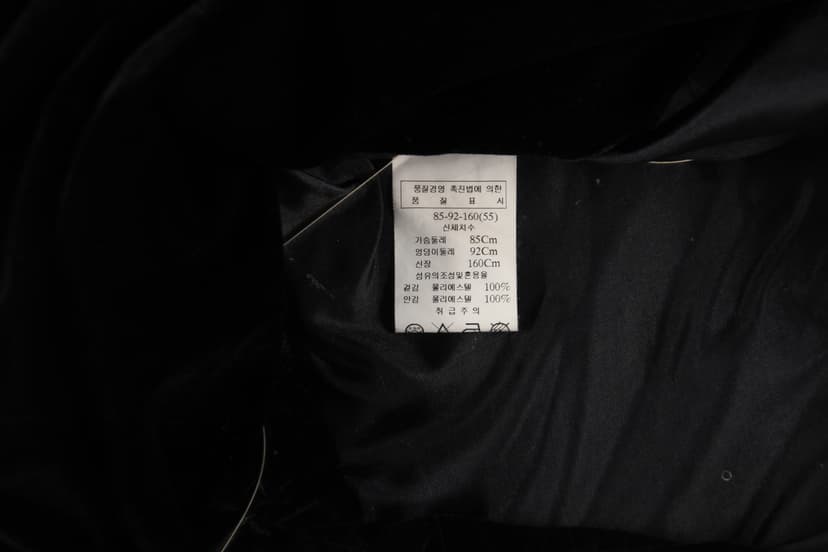 품질경영 촉진법에 의한
품 질 표 시
85-92-160(55)
신체치수
가슴둘레 85Cm
엉덩이둘레 92Cm
신장 160Cm
섬유의조성및혼용율
겉감 폴리에스텔 100%
안감 폴리에스텔 100%
취 급 주 의